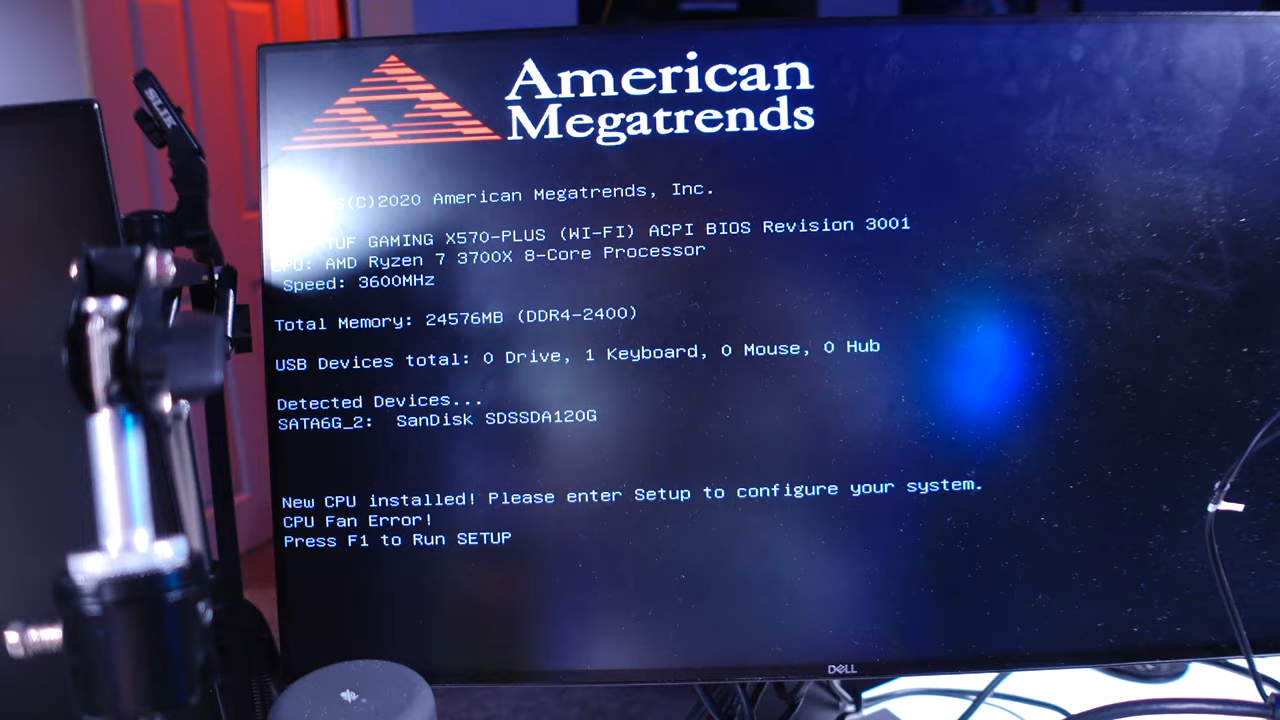 SLIK
American
Megatrends
S(C)2020 American Megatrends, Inc.
TUF GAMING X570-PLUS (WI-FI) ACPI BIOS Revision 3001
CPU: AMD Ryzen 7 3700X 8-Core Processor
Speed: 3600MHz
Total Memory: 24576MB (DDR4-2400)
USB Devices total: 0 Drive, 1 Keyboard, 0 Mouse, 0 Hub
Detected Devices...
SATA6G_2: SanDisk SDSSDA120G
New CPU installed! Please enter Setup to configure your system.
CPU Fan Error!
Press F1 to Run SETUP
DELL